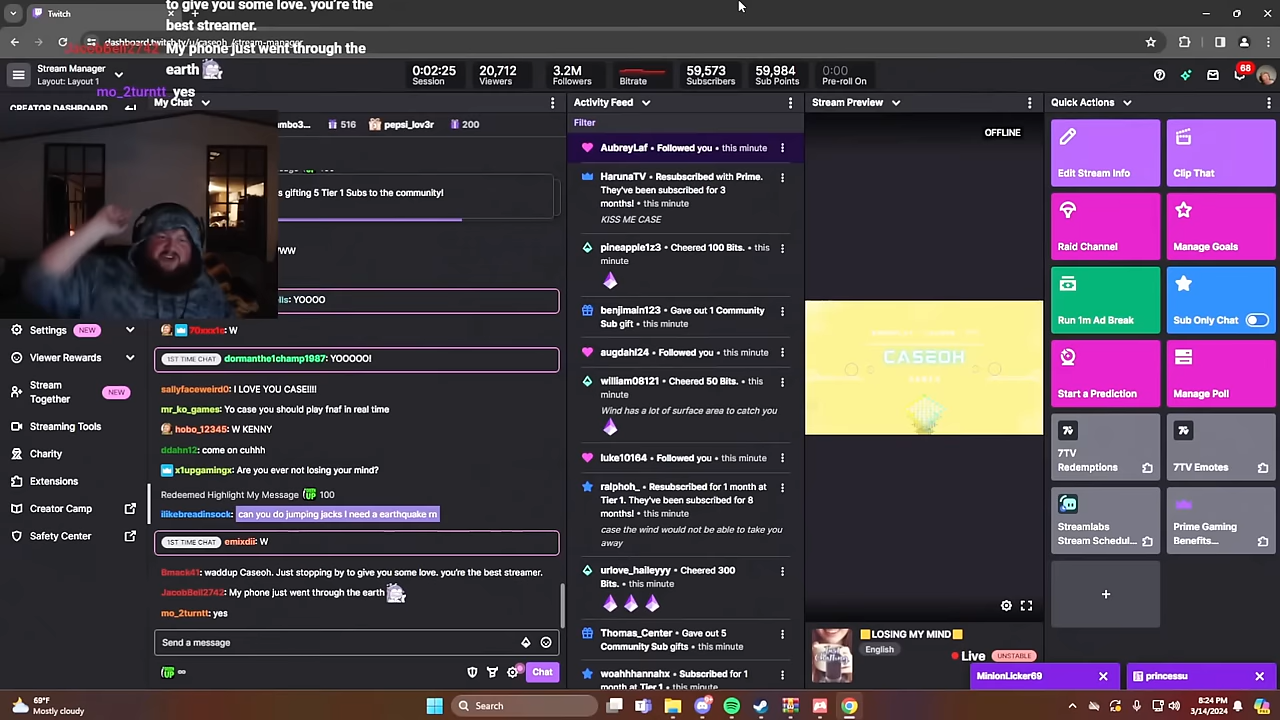 to give you some love. you're the
best streamer.
Twitch
dashboard.twitch.tv/u/caseoh_/stream-manager
JacobBell2742 My phone just went through the
earth
mo_2turntt yes
Stream Manager
Layout: Layout 1
0:02:25
Session
20,712
Viewers
3.2M
Followers
Bitrate
59,573
Subscribers
59,984
Sub Points
0:00
Pre-roll On
68
CREATOR DASHBOARD
My Chat
516
pepsi_lov3r
200
s gifting 5 Tier 1 Subs to the community!
YOOOO
70xxx1s: W
1ST TIME CHAT dormanthe1champ1987: YOOOOO!
sallyfaceweird0: I LOVE YOU CASE!!!!
mr_ko_games: Yo case you should play fnaf in real time
hobo_12345: W KENNY
ddahn12: come on cuhhh
x1upgamingx: Are you ever not losing your mind?
Redeemed Highlight My Message 100
ilikebreadinsock: can you do jumping jacks I need a earthquake rn
1ST TIME CHAT emixdii: W
Bmack41: waddup Caseoh. Just stopping by to give you some love. you're the best streamer.
JacobBell2742: My phone just went through the earth
mo_2turntt: yes
Send a message
Chat
Settings NEW
Viewer Rewards
Stream
Together NEW
Streaming Tools
Charity
Extensions
Creator Camp
Safety Center
Activity Feed
Filter
AubreyLaf • Followed you • this minute
HarunaTV • Resubscribed with Prime.
They've been subscribed for 3
months! • this minute
KISS ME CASE
pineapple1z3 • Cheered 100 Bits. • this
minute
benjimain123 • Gave out 1 Community
Sub gift • this minute
augdahl24 • Followed you • this minute
william08121 • Cheered 50 Bits. • this
minute
Wind has a lot of surface area to catch you
luke10164 • Followed you • this minute
ralphoh_ • Resubscribed for 1 month at
Tier 1. They've been subscribed for 8
months! • this minute
case the wind would not be able to take you
away
urlove_haileyyy • Cheered 300
Bits. • this minute
Thomas_Center • Gave out 5
Community Sub gifts • this minute
woahhhannahx • Subscribed for 1
month at Tier 1 • this minute
Stream Preview
OFFLINE
CASEOH
LOSING MY MIND
English
Live UNSTABLE
Quick Actions
Edit Stream Info
Clip That
Raid Channel
Manage Goals
Run 1m Ad Break
Sub Only Chat
Start a Prediction
Manage Poll
7TV
Redemptions
7TV Emotes
Streamlabs
Stream Schedul...
Prime Gaming
Benefits...
MinionLicker69
princessu
69°F
Mostly cloudy
Search
8:24 PM
3/14/2024